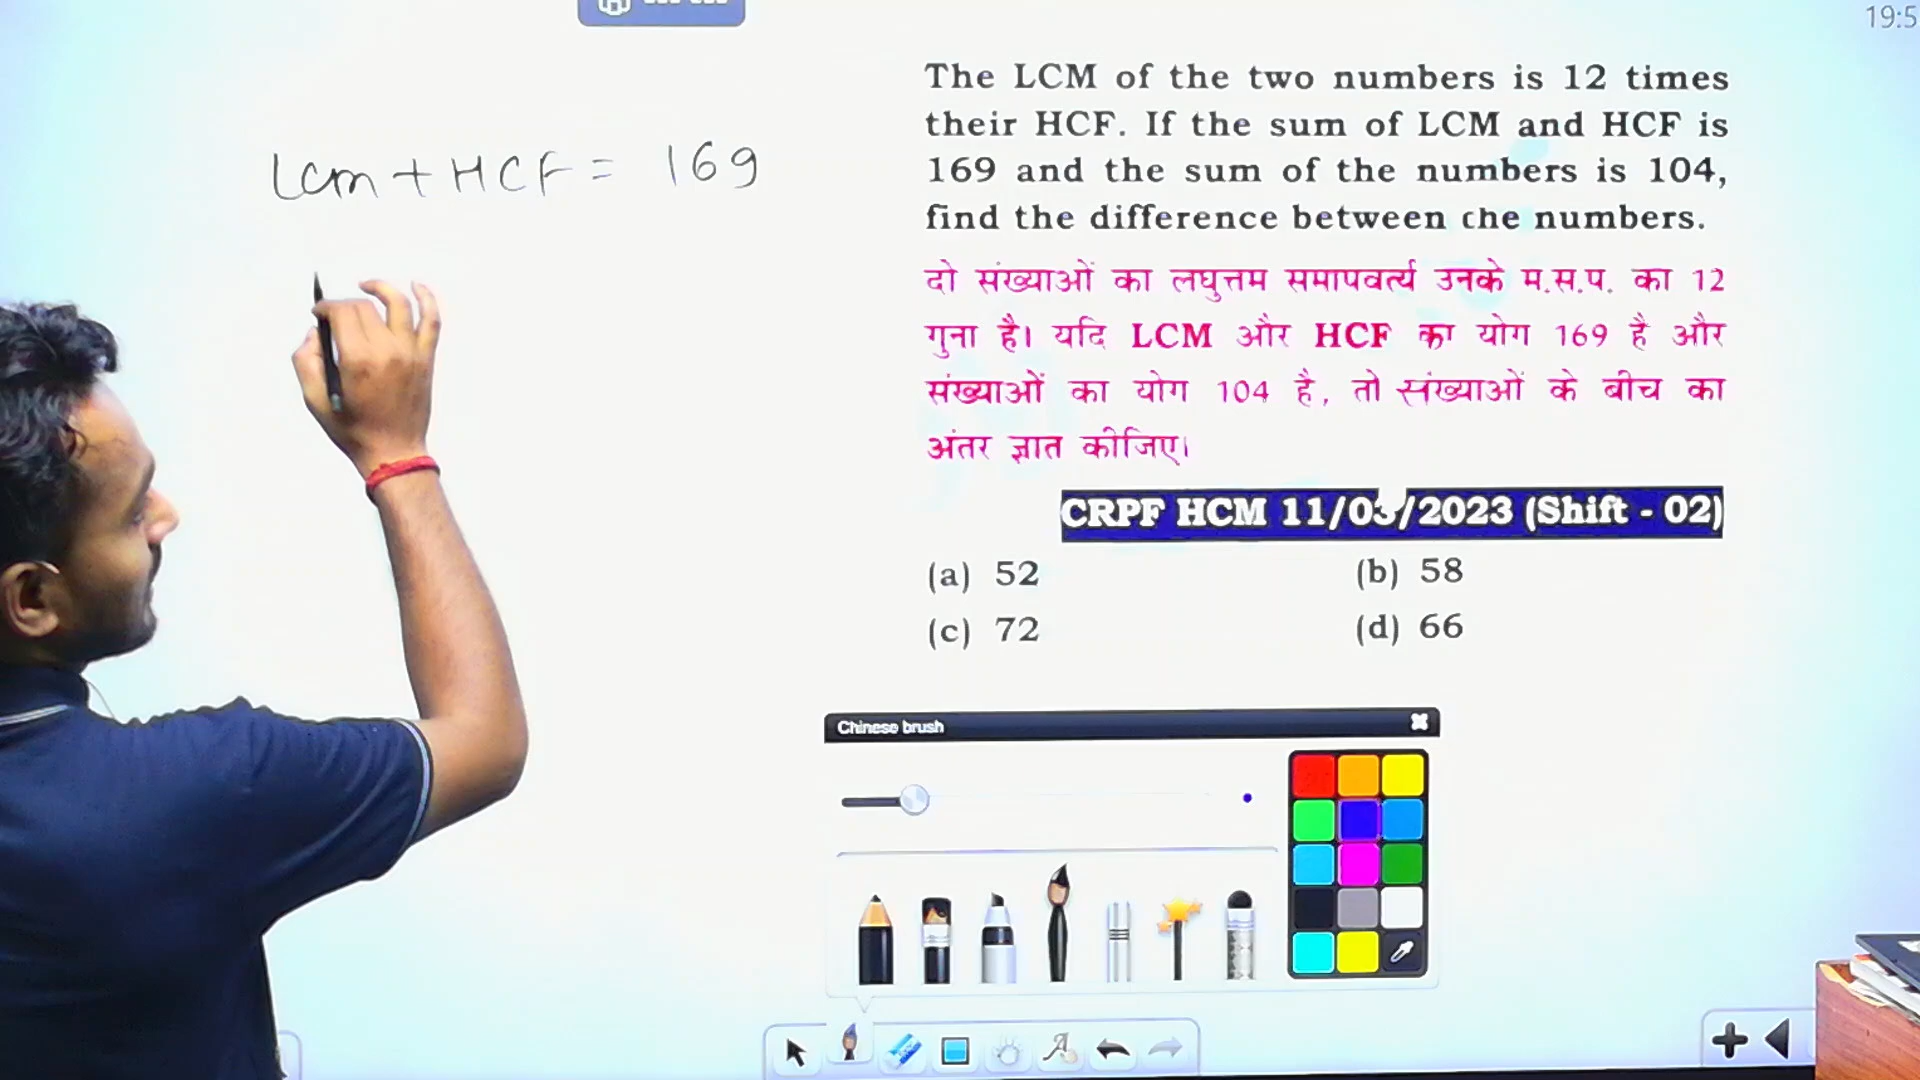 19:5
Lcm + HCF = 169
The LCM of the two numbers is 12 times
their HCF. If the sum of LCM and HCF is
169 and the sum of the numbers is 104,
find the difference between the numbers.
दो संख्याओं का लघुत्तम समापवर्त्य उनके म.स.प. का 12
गुना है। यदि LCM और HCF का योग 169 है और
संख्याओं का योग 104 है, तो संख्याओं के बीच का
अंतर ज्ञात कीजिए।
CRPF HCM 11/03/2023 (Shift - 02)
(a) 52 (b) 58
(c) 72 (d) 66
Chinese brush